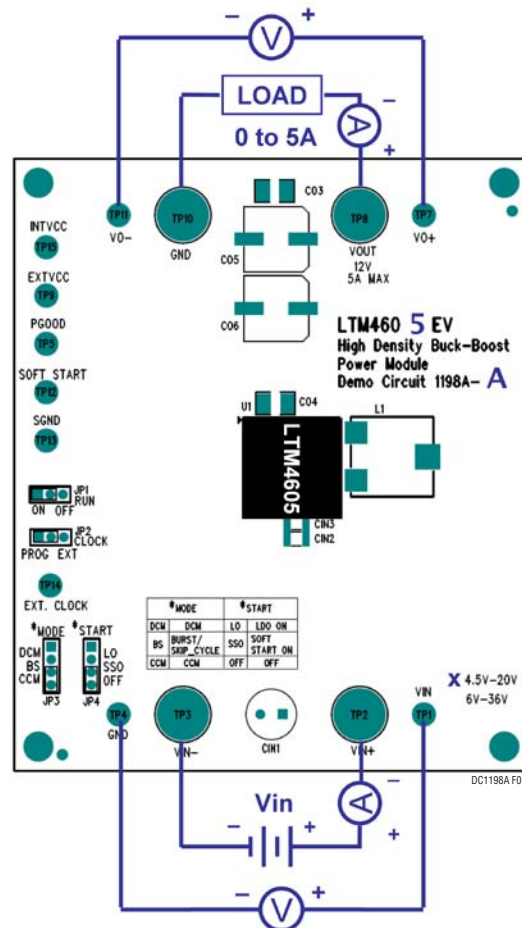 − V +
LOAD
−
0 to 5A
A
+
TP11
VO-
TP10
GND
CO3
CO5
CO6
TP8
VOUT
12V
5A MAX
TP7
VO+
INTVCC
TP15
EXTVCC
TP9
PGOOD
TP5
SOFT START
TP12
SGND
TP13
LTM460 5 EV
High Density Buck-Boost
Power Module
Demo Circuit 1198A- A
U1
CO4
L1
LTM4605
CIN3
CIN2
JP1
RUN
ON OFF
JP2
CLOCK
PROG EXT
TP14
EXT. CLOCK
*MODE *START
DCM
BS
CCM
JP3
LO
SSO
OFF
JP4
*MODE *START
DCM DCM LO LDO ON
BS BURST/ SKIP_CYCLE SSO SOFT START ON
CCM CCM OFF OFF
X 4.5V-20V
6V-36V
VIN
TP4
GND
TP3
VIN-
CIN1
TP2
VIN+
TP1
DC1198A F0
−
A
+
Vin
− +
− V +